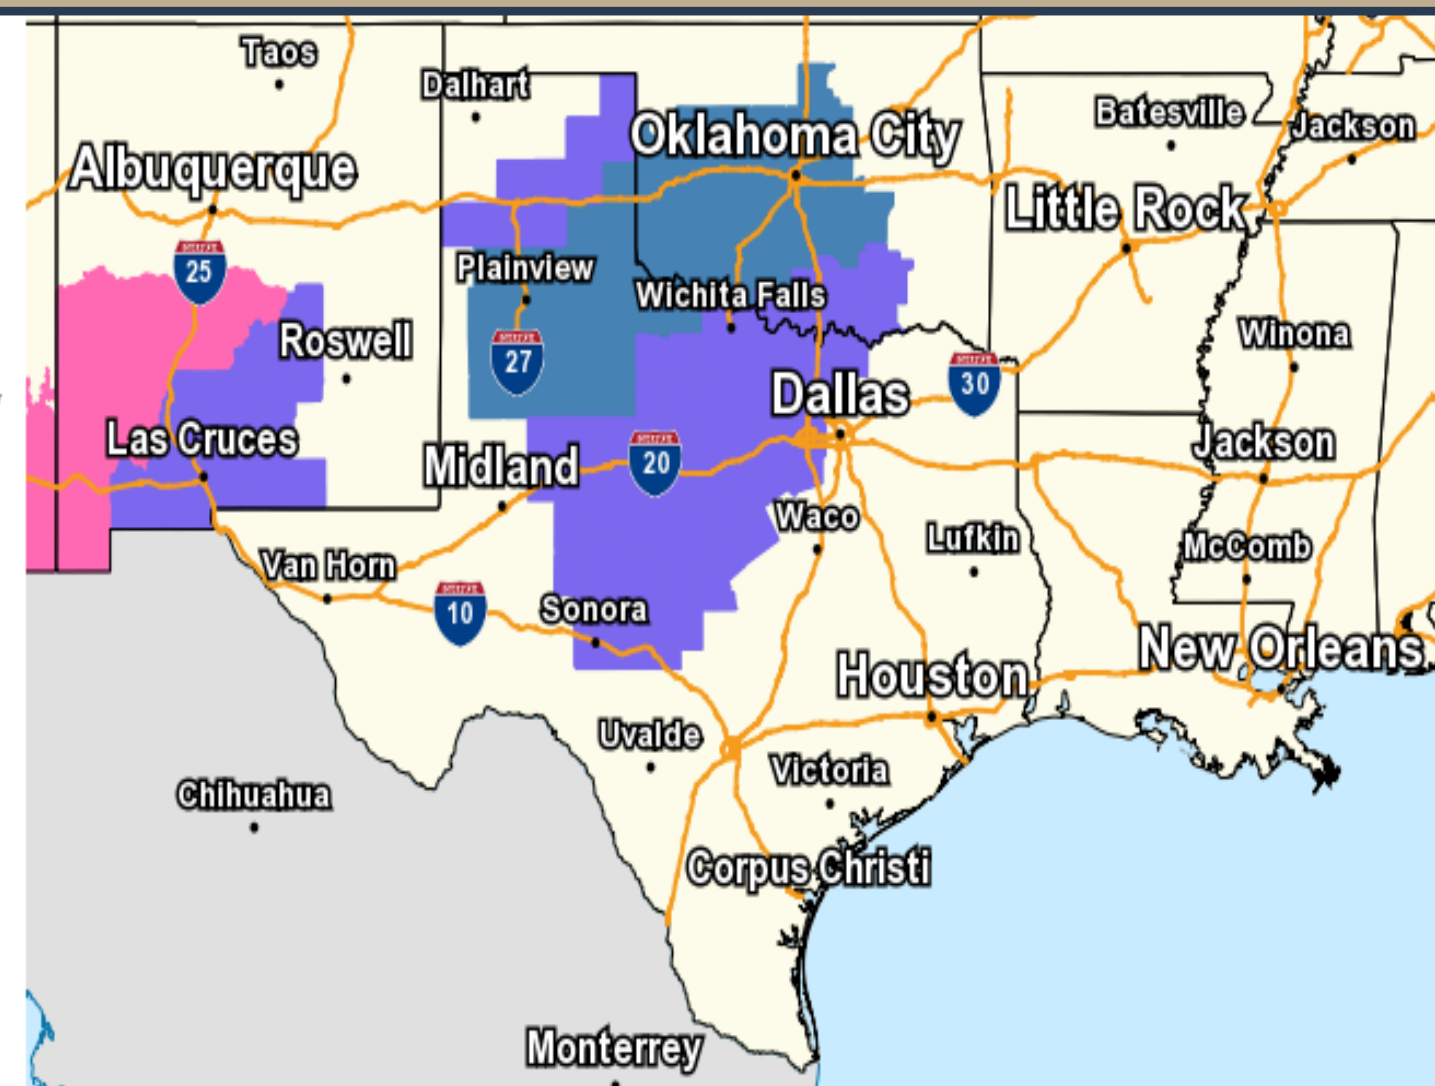 Taos
Dalhart
Batesville
Jackson
Oklahoma City
Albuquerque
Little Rock
25
Plainview
Wichita Falls
Roswell
Winona
27
30
Dallas
Las Cruces
Midland
20
Jackson
Waco
Lufkin
McComb
Van Horn
10
Sonora
New Orleans
Houston
Uvalde
Victoria
Chihuahua
Corpus Christi
Monterrey